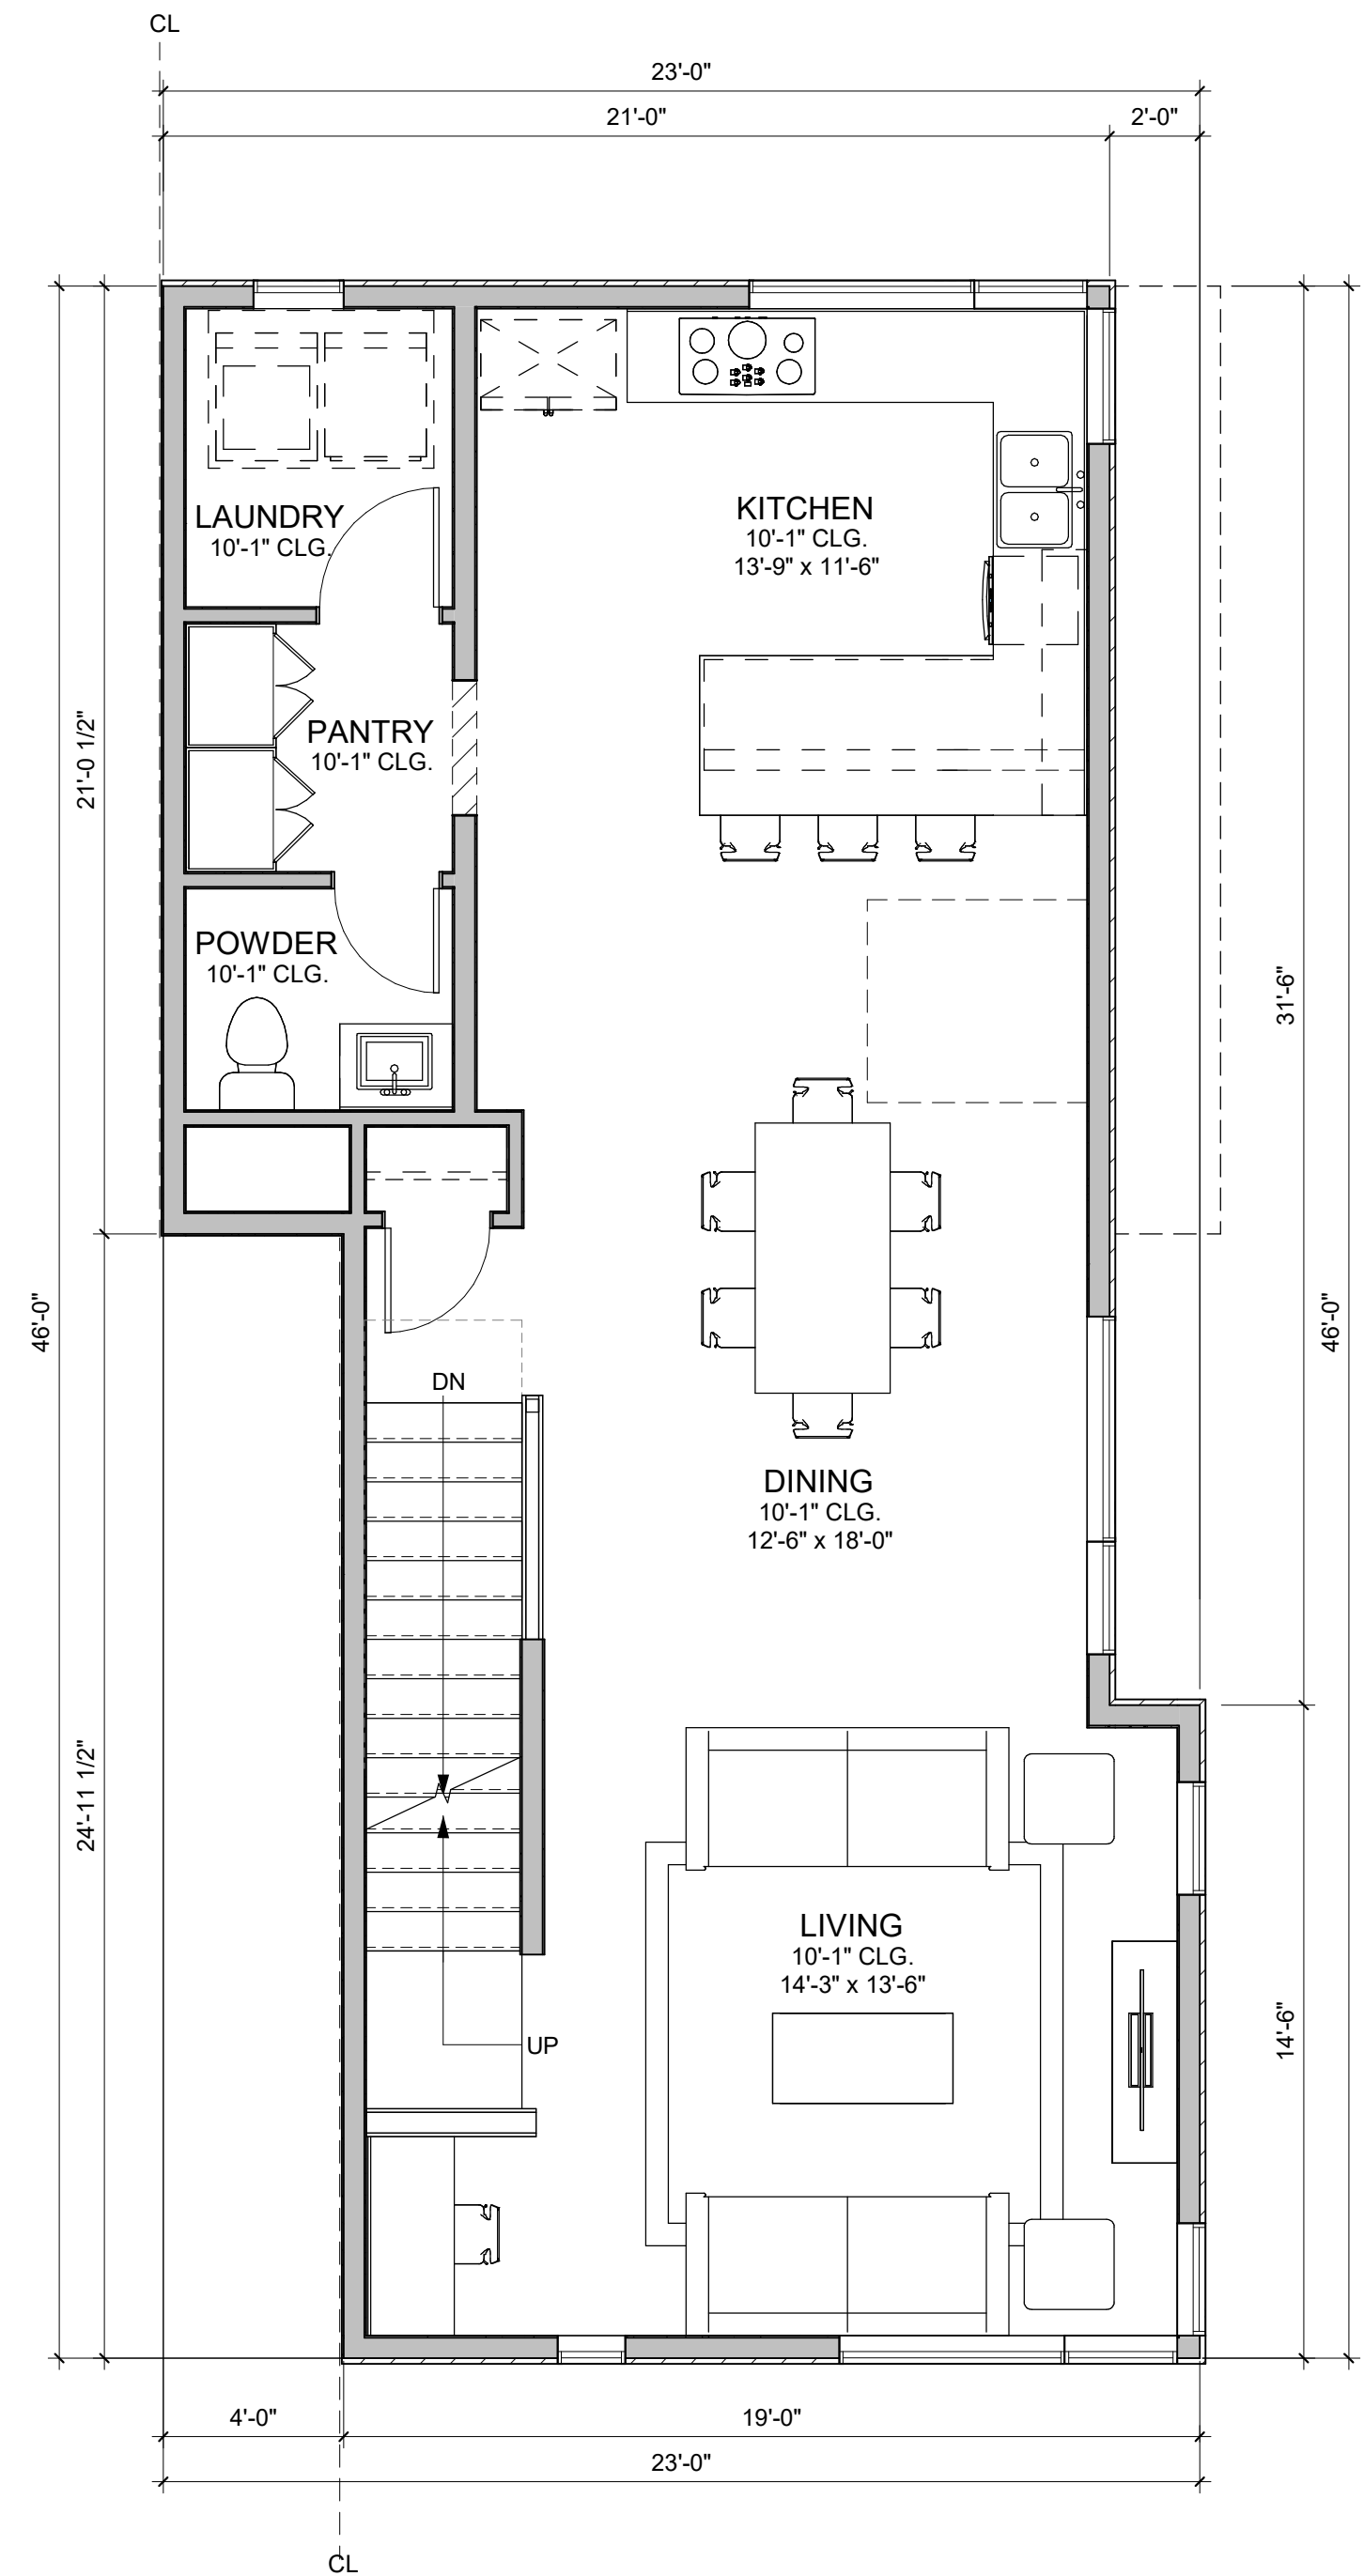 CL
23'-0"
21'-0"
2'-0"
LAUNDRY
10'-1" CLG.
KITCHEN
10'-1" CLG.
13'-9" x 11'-6"
PANTRY
10'-1" CLG.
21'-0 1/2"
POWDER
10'-1" CLG.
31'-6"
46'-0"
46'-0"
DN
DINING
10'-1" CLG.
12'-6" x 18'-0"
24'-11 1/2"
LIVING
10'-1" CLG.
14'-3" x 13'-6"
14'-6"
UP
4'-0"
19'-0"
23'-0"
CL